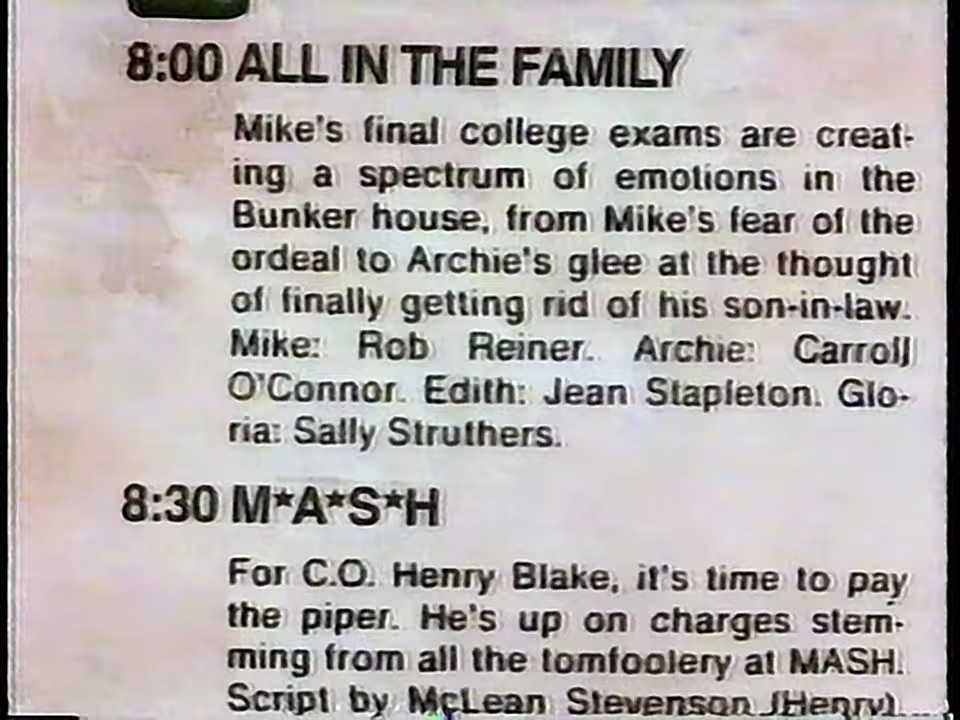 8:00 ALL IN THE FAMILY
Mike's final college exams are creat-
ing a spectrum of emotions in the
Bunker house, from Mike's fear of the
ordeal to Archie's glee at the thought
of finally getting rid of his son-in-law.
Mike: Rob Reiner. Archie: Carroll
O'Connor. Edith: Jean Stapleton. Glo-
ria: Sally Struthers.
8:30 M*A*S*H
For C.O. Henry Blake, it's time to pay
the piper. He's up on charges stem-
ming from all the tomfoolery at MASH.
Script by McLean Stevenson (Henry).